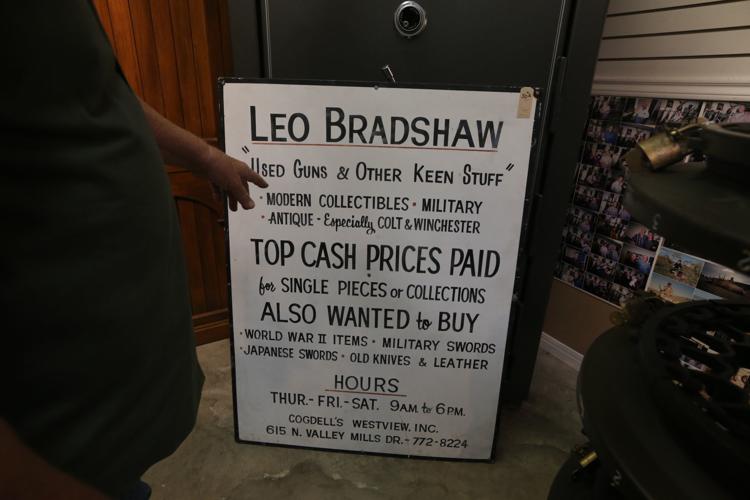 LEO BRADSHAW
"USED GUNS & OTHER KEEN STUFF"
• MODERN COLLECTIBLES • MILITARY
• ANTIQUE - Especially COLT & WINCHESTER
TOP CASH PRICES PAID
for SINGLE PIECES or COLLECTIONS
ALSO WANTED to BUY
• WORLD WAR II ITEMS • MILITARY SWORDS
• JAPANESE SWORDS • OLD KNIVES & LEATHER
HOURS
THUR.- FRI.- SAT. 9 A.M. to 6 P.M.
COGDELL'S WESTVIEW, INC.
615 N. VALLEY MILLS DR. - 772-8224